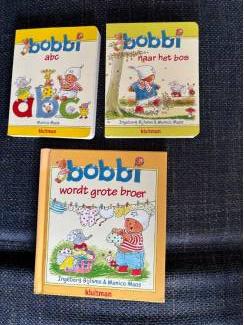 bobbi
abc
abc
Monica Maas
kluitman
bobbi
naar het bos
Ingeborg Bijlsma & Monica Maas
kluitman
bobbi
wordt grote broer
Ingeborg Bijlsma & Monica Maas
kluitman